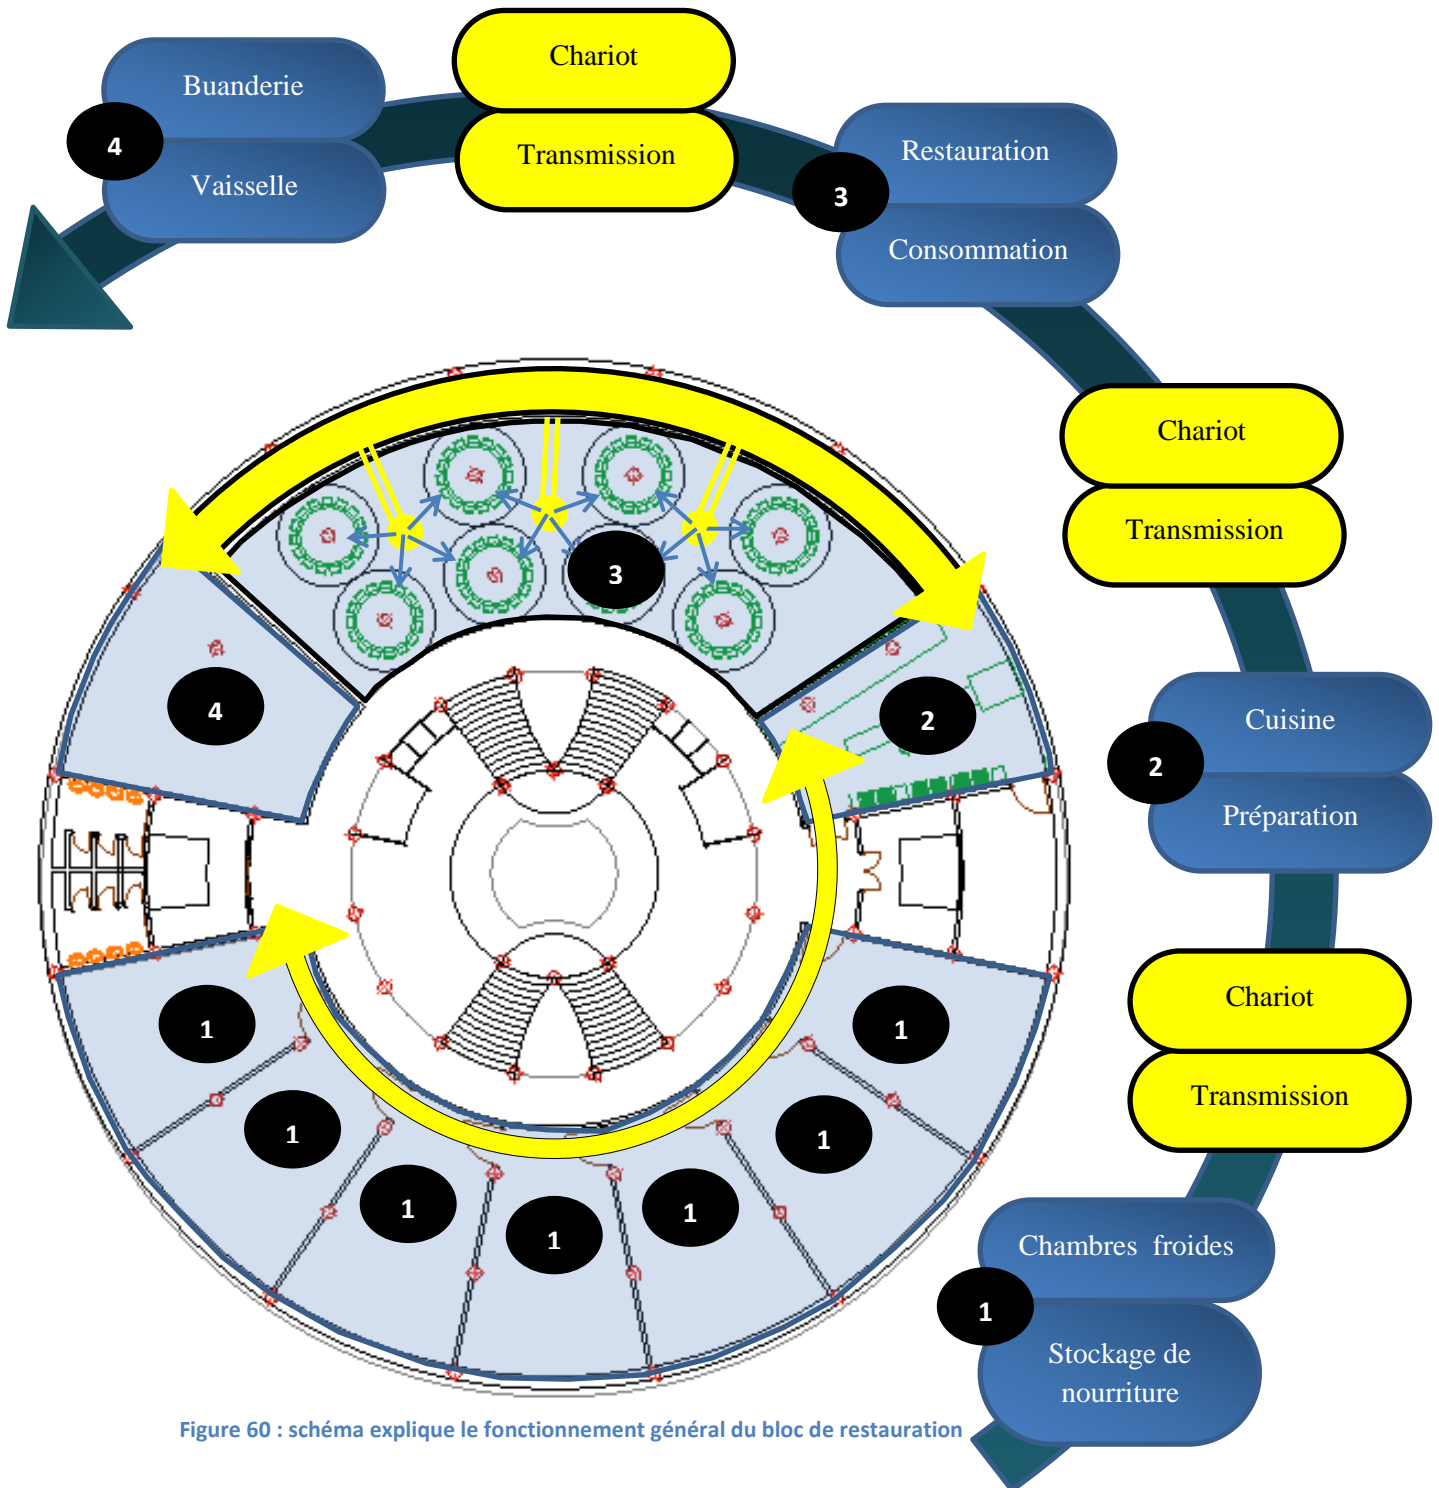 Chariot
Transmission
Buanderie
4
Vaisselle
Restauration
3
Consommation
Chariot
Transmission
3
4
2
Cuisine
2
Préparation
Chariot
Transmission
1
1
1
1
1
1
1
Chambres froides
1
Stockage de
nourriture
Figure 60 : schéma explique le fonctionnement général du bloc de restauration